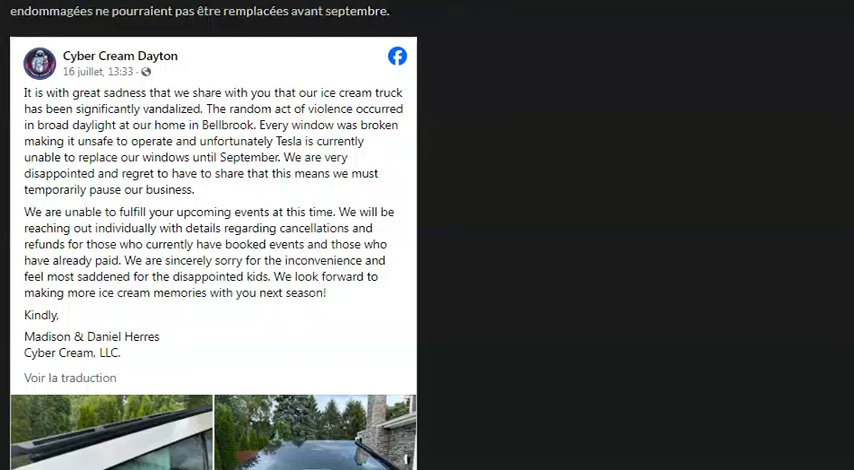 endommagées ne pourraient pas être remplacées avant septembre.
Cyber Cream Dayton
16 juillet, 13:33 ·
It is with great sadness that we share with you that our ice cream truck
has been significantly vandalized. The random act of violence occurred
in broad daylight at our home in Bellbrook. Every window was broken
making it unsafe to operate and unfortunately Tesla is currently
unable to replace our windows until September. We are very
disappointed and regret to have to share that this means we must
temporarily pause our business.
We are unable to fulfill your upcoming events at this time. We will be
reaching out individually with details regarding cancellations and
refunds for those who currently have booked events and those who
have already paid. We are sincerely sorry for the inconvenience and
feel most saddened for the disappointed kids. We look forward to
making more ice cream memories with you next season!
Kindly,
Madison & Daniel Herres
Cyber Cream, LLC.
Voir la traduction